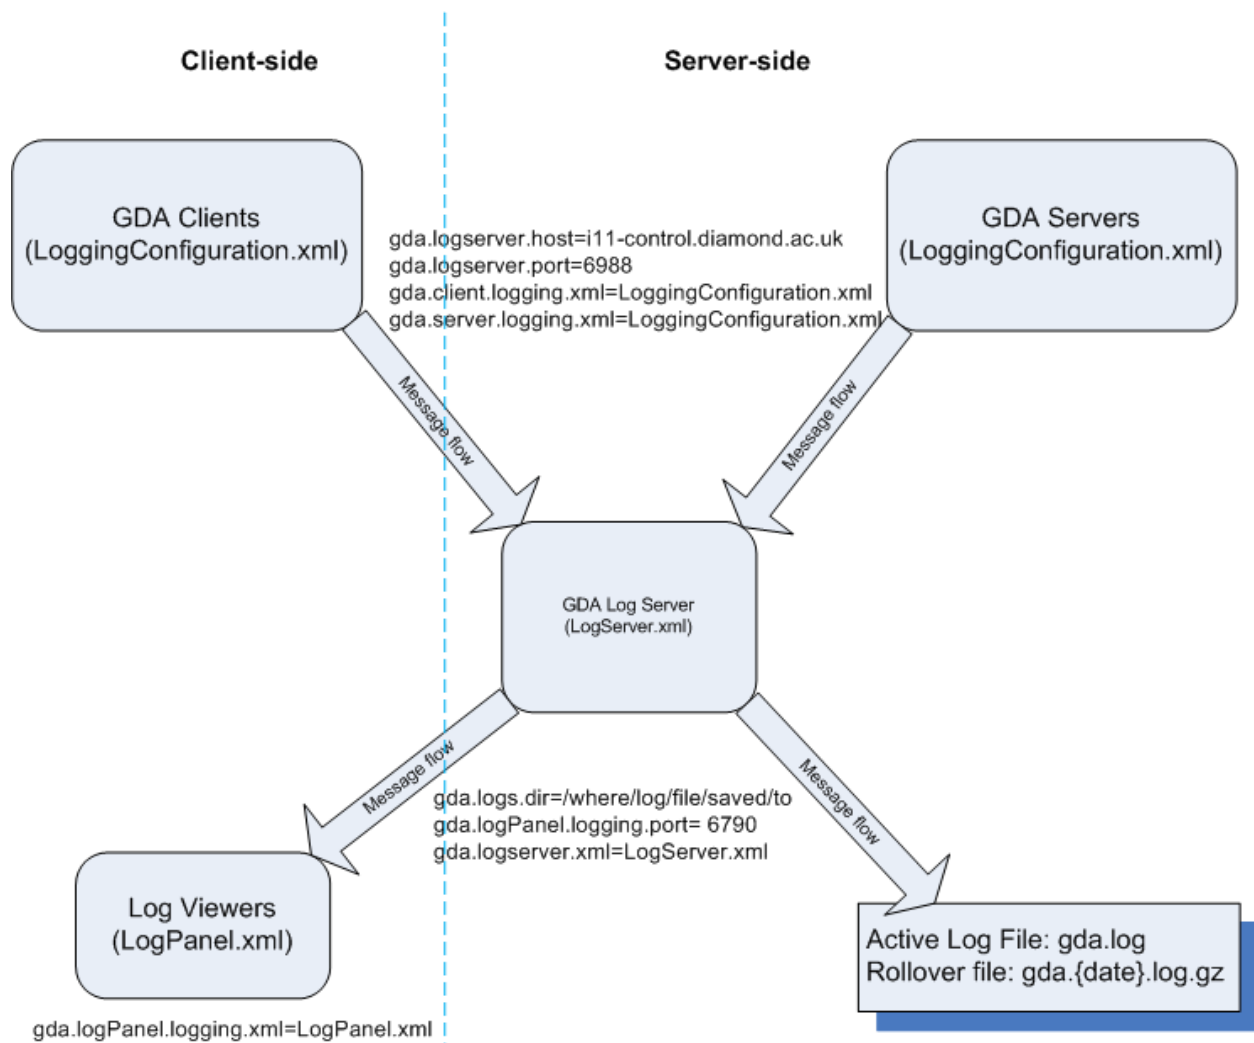 Client-side
Server-side
GDA Clients
(LoggingConfiguration.xml)
GDA Servers
(LoggingConfiguration.xml)
gda.logserver.host=i11-control.diamond.ac.uk
gda.logserver.port=6988
gda.client.logging.xml=LoggingConfiguration.xml
gda.server.logging.xml=LoggingConfiguration.xml
Message flow
Message flow
GDA Log Server
(LogServer.xml)
Message flow
Message flow
gda.logs.dir=/where/log/file/saved/to
gda.logPanel.logging.port= 6790
gda.logserver.xml=LogServer.xml
Log Viewers
(LogPanel.xml)
Active Log File: gda.log
Rollover file: gda.{date}.log.gz
gda.logPanel.logging.xml=LogPanel.xml